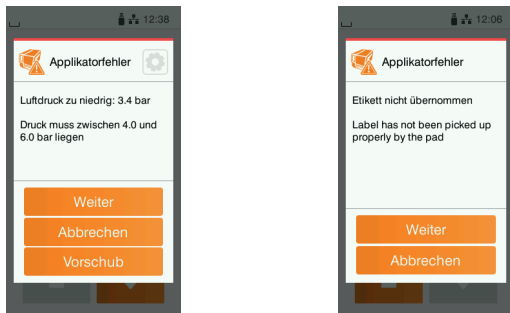 12:38
Applikatorfehler
Luftdruck zu niedrig: 3.4 bar
Druck muss zwischen 4.0 und
6.0 bar liegen
Weiter
Abbrechen
Vorschub
12:06
Applikatorfehler
Etikett nicht übernommen
Label has not been picked up
properly by the pad
Weiter
Abbrechen